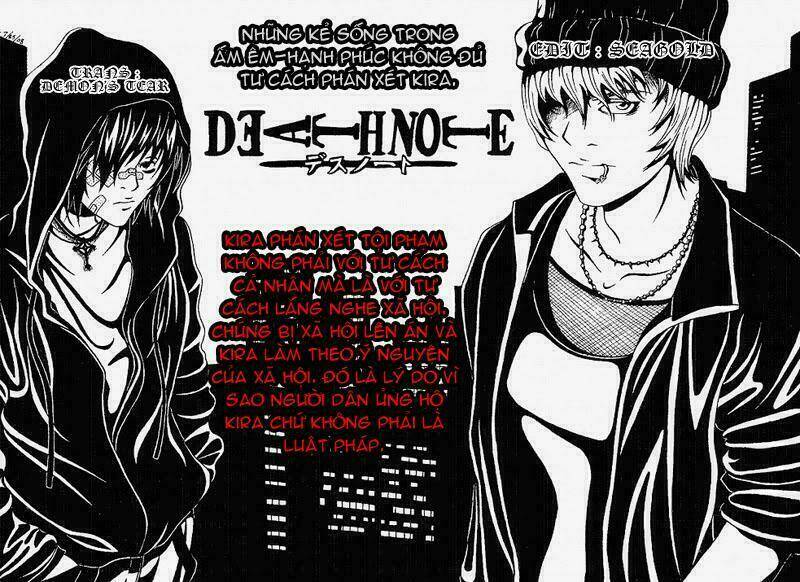 7/25/08
TRANS :
DEMON'S TEAR
NHỮNG KẺ SỐNG TRONG
ẤM ÊM-HẠNH PHÚC KHÔNG ĐỦ
TƯ CÁCH PHÁN XÉT KIRA.
EDIT : SEAGOLD
DEATH NOTE
デスノート
KIRA PHÁN XÉT TỘI PHẠM
KHÔNG PHẢI VỚI TƯ CÁCH
CÁ NHÂN MÀ LÀ VỚI TƯ
CÁCH LẮNG NGHE XÃ HỘI.
CHÚNG BỊ XÃ HỘI LÊN ÁN VÀ
KIRA LÀM THEO Ý NGUYỆN
CỦA XÃ HỘI. ĐÓ LÀ LÝ DO VÌ
SAO NGƯỜI DÂN ỦNG HỘ
KIRA CHỨ KHÔNG PHẢI LÀ
LUẬT PHÁP.